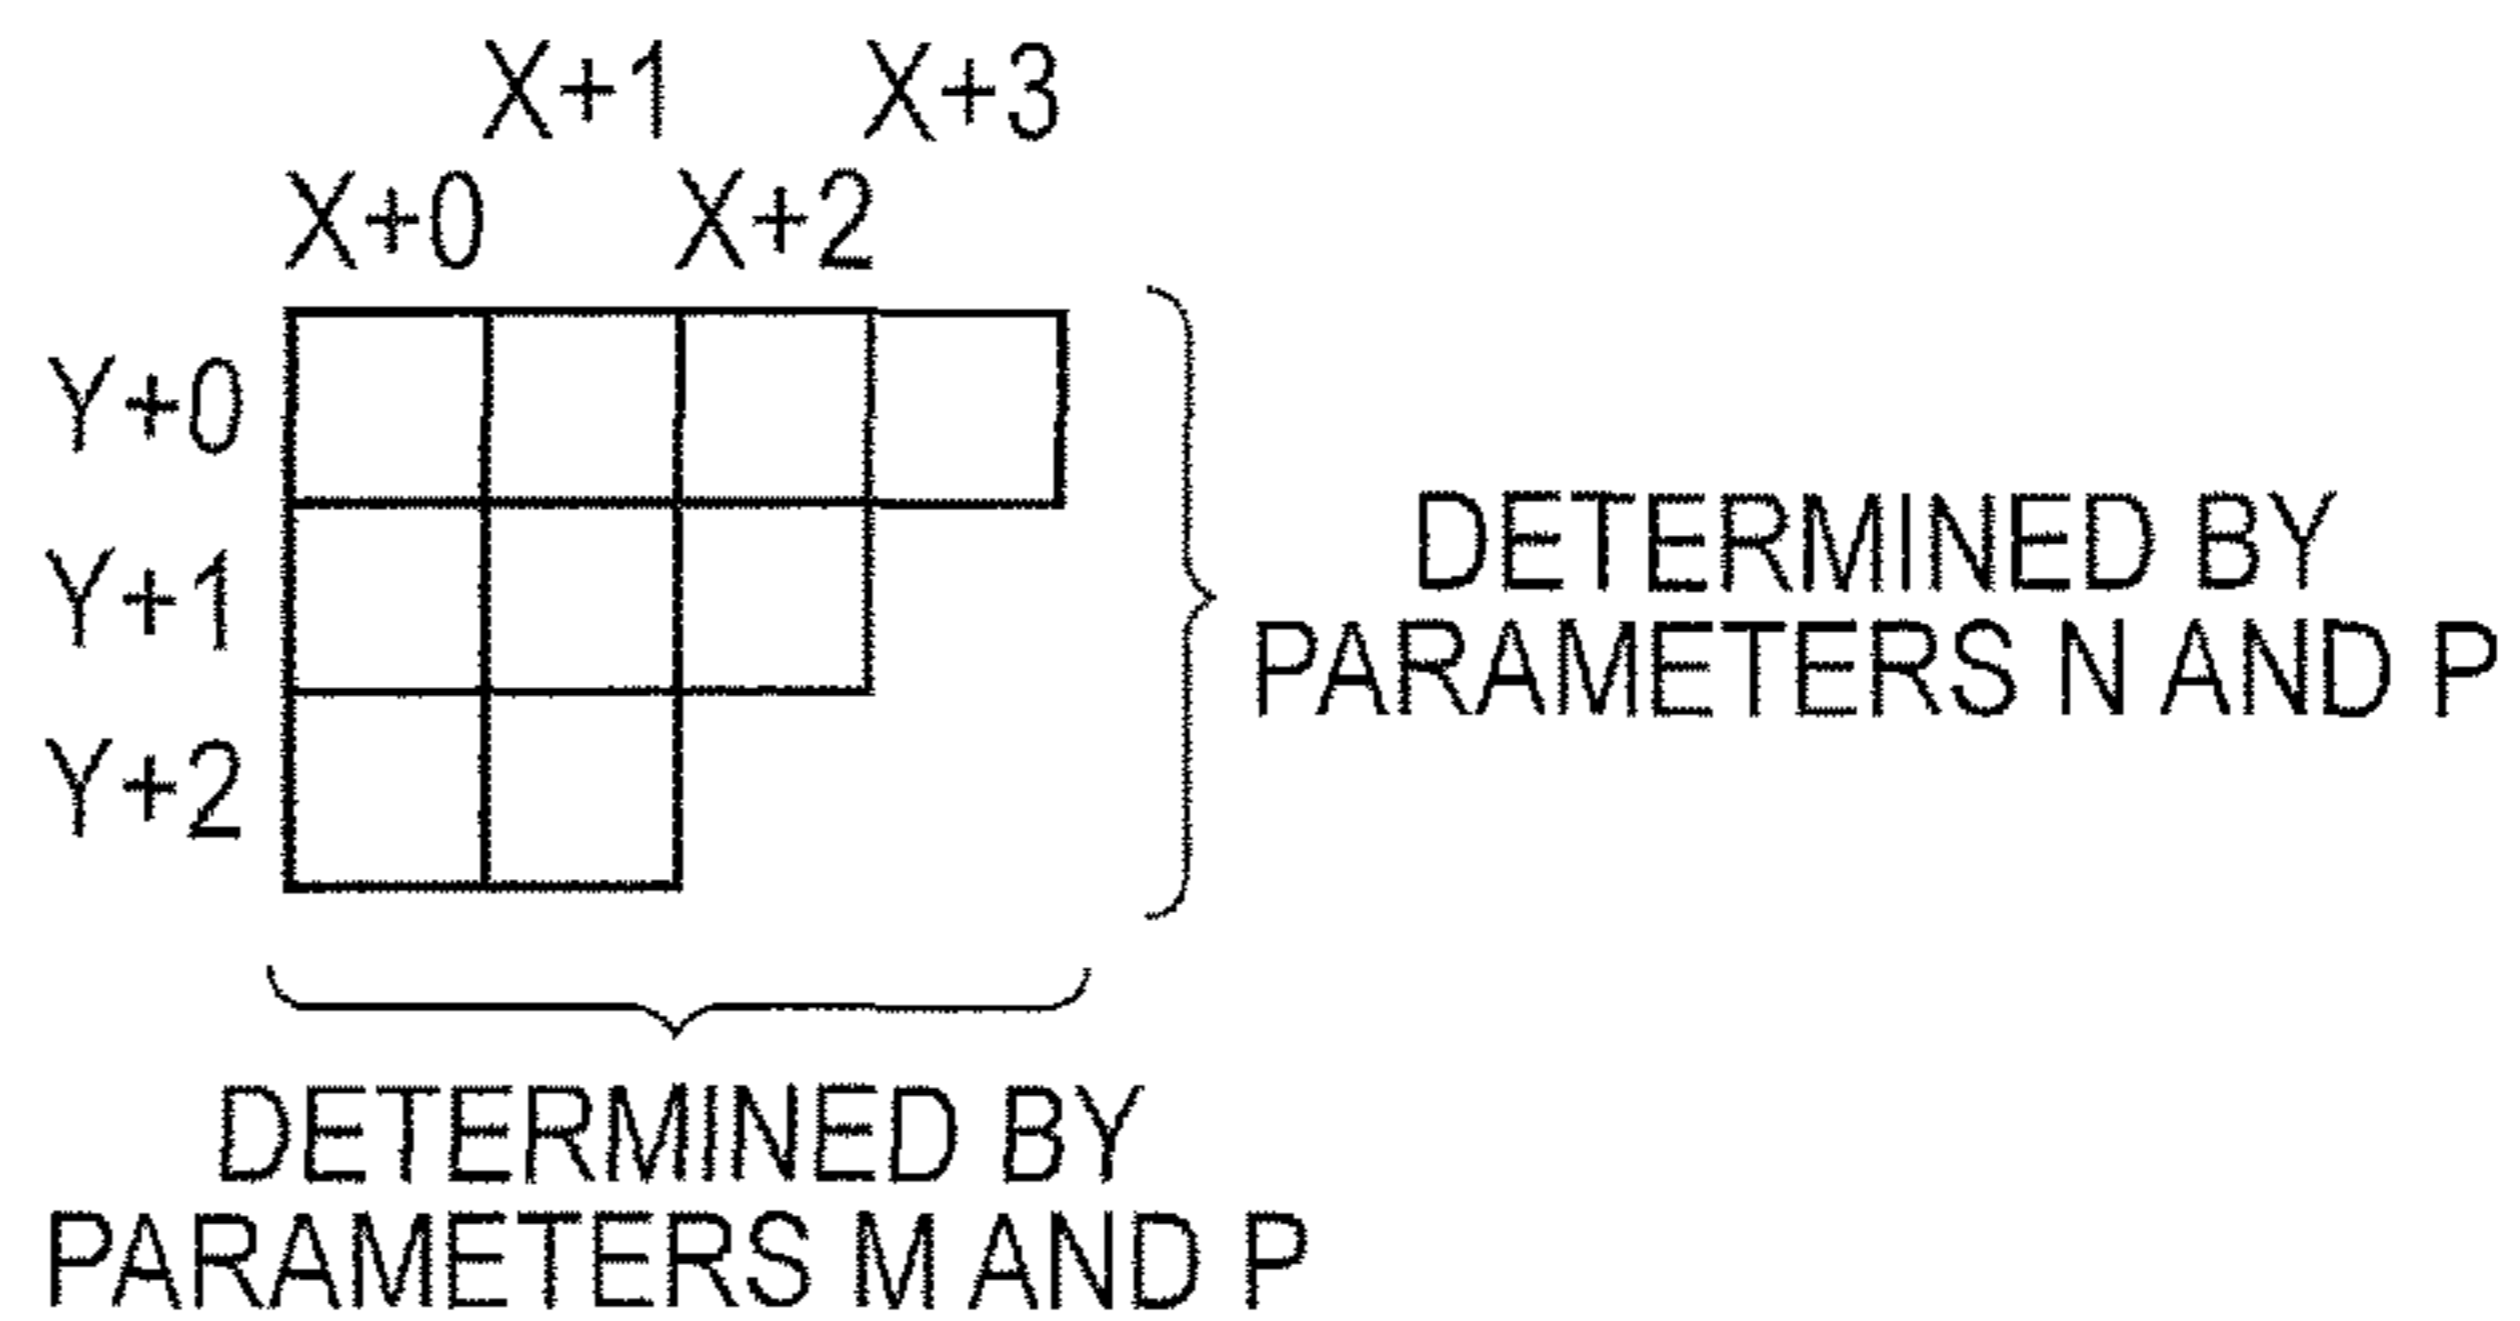 X+1 X+3
X+0 X+2
Y+0
Y+1
Y+2
DETERMINED BY
PARAMETERS N AND P
DETERMINED BY
PARAMETERS M AND P